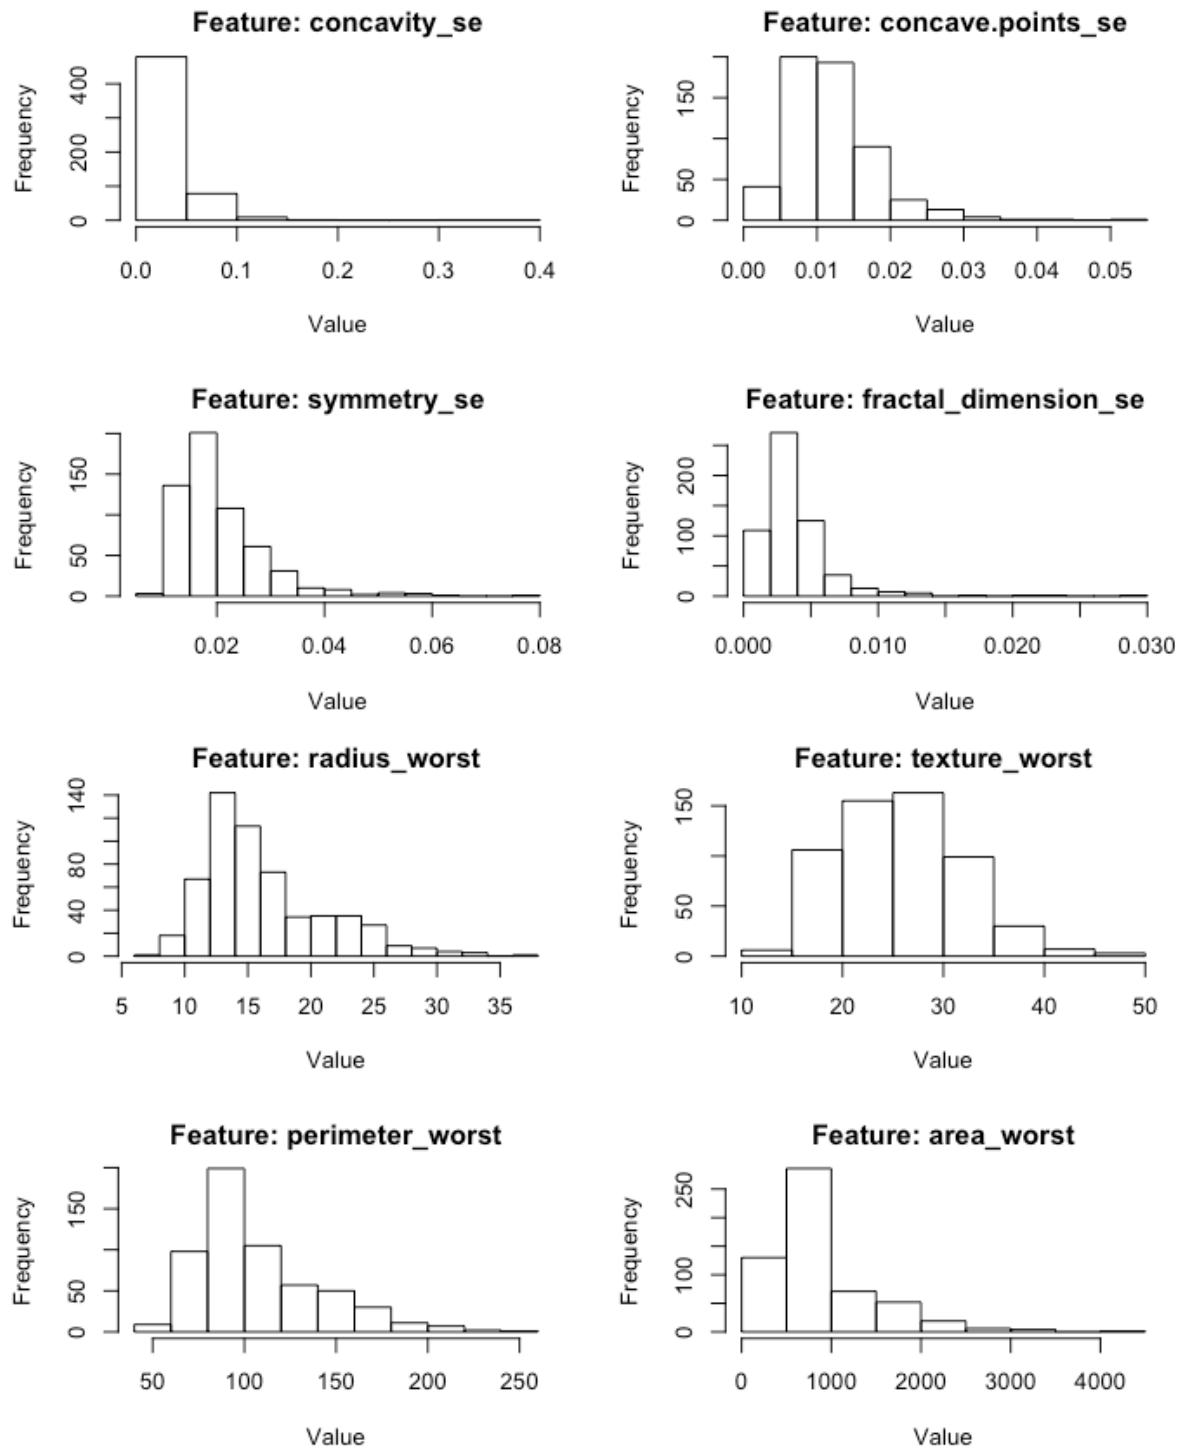 Feature: concavity_se
Frequency
0 200 400
0.0 0.1 0.2 0.3 0.4
Value
Feature: concave.points_se
Frequency
0 50 150
0.00 0.01 0.02 0.03 0.04 0.05
Value
Feature: symmetry_se
Frequency
0 50 150
0.02 0.04 0.06 0.08
Value
Feature: fractal_dimension_se
Frequency
0 100 200
0.000 0.010 0.020 0.030
Value
Feature: radius_worst
Frequency
0 40 80 140
5 10 15 20 25 30 35
Value
Feature: texture_worst
Frequency
0 50 150
10 20 30 40 50
Value
Feature: perimeter_worst
Frequency
0 50 150
50 100 150 200 250
Value
Feature: area_worst
Frequency
0 100 250
0 1000 2000 3000 4000
Value